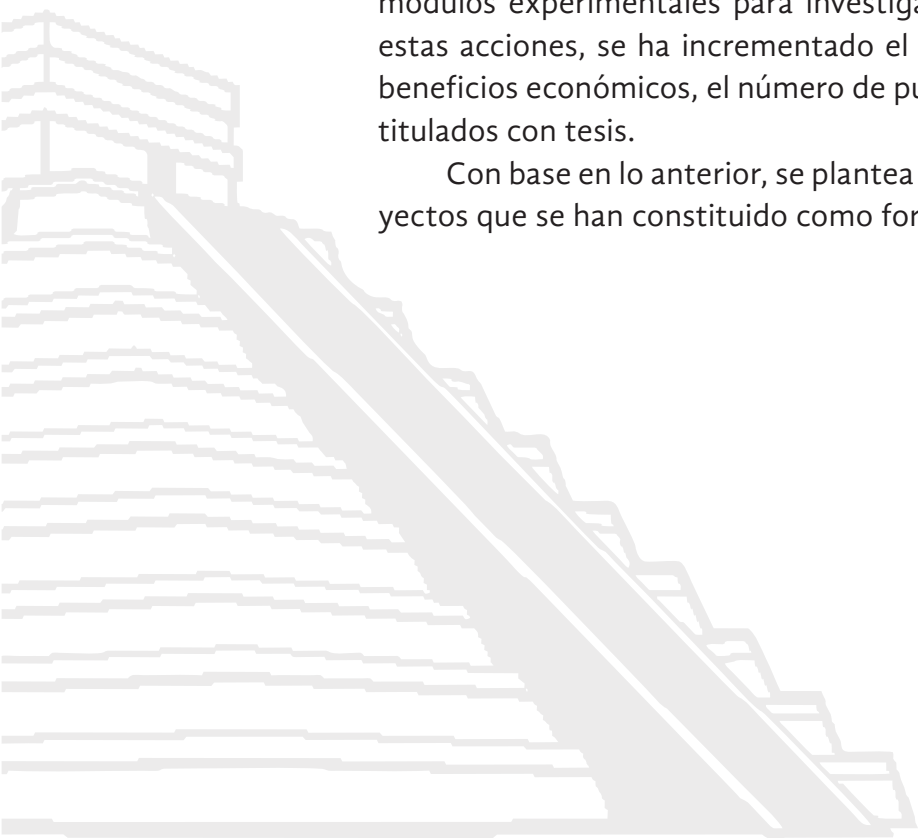 módulos experimentales para investiga
estas acciones, se ha incrementado el
beneficios económicos, el número de pu
titulados con tesis.
Con base en lo anterior, se plantea
yectos que se han constituido como for